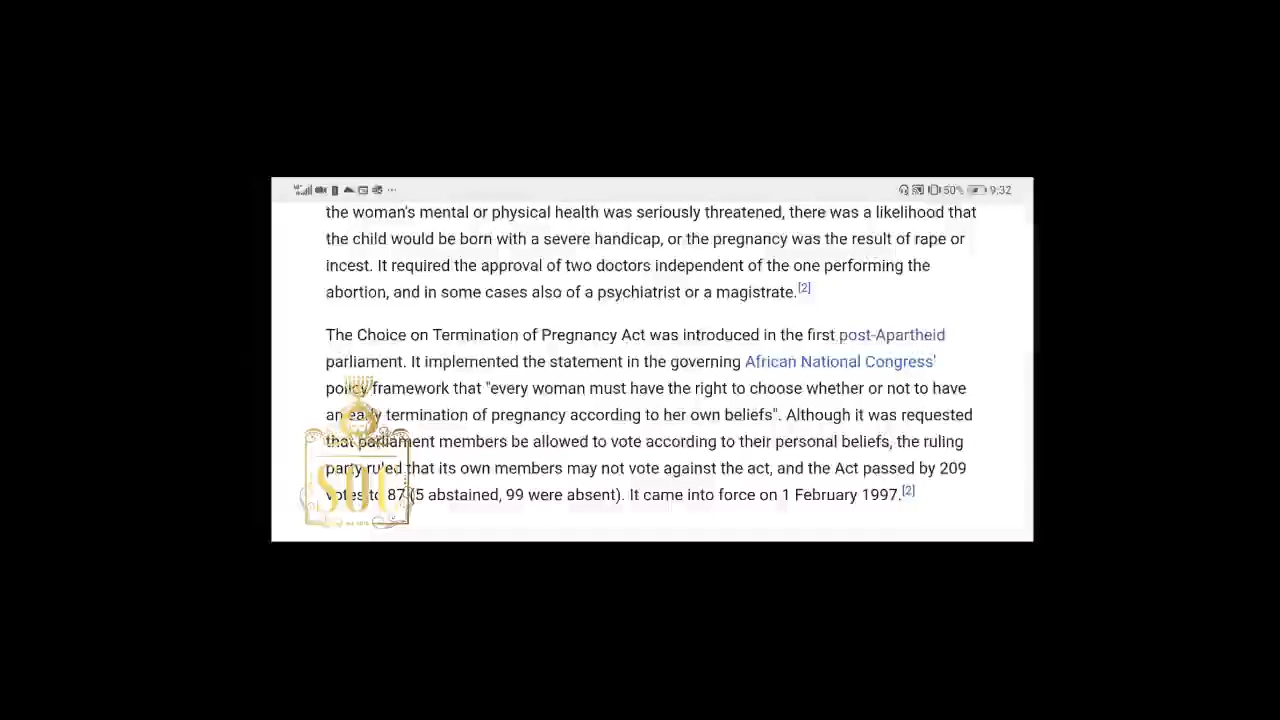 50% 9:32
the woman's mental or physical health was seriously threatened, there was a likelihood that
the child would be born with a severe handicap, or the pregnancy was the result of rape or
incest. It required the approval of two doctors independent of the one performing the
abortion, and in some cases also of a psychiatrist or a magistrate.[2]
The Choice on Termination of Pregnancy Act was introduced in the first post-Apartheid
parliament. It implemented the statement in the governing African National Congress'
policy framework that "every woman must have the right to choose whether or not to have
an early termination of pregnancy according to her own beliefs". Although it was requested
that parliament members be allowed to vote according to their personal beliefs, the ruling
party ruled that its own members may not vote against the act, and the Act passed by 209
votes to 87 (5 abstained, 99 were absent). It came into force on 1 February 1997.[2]